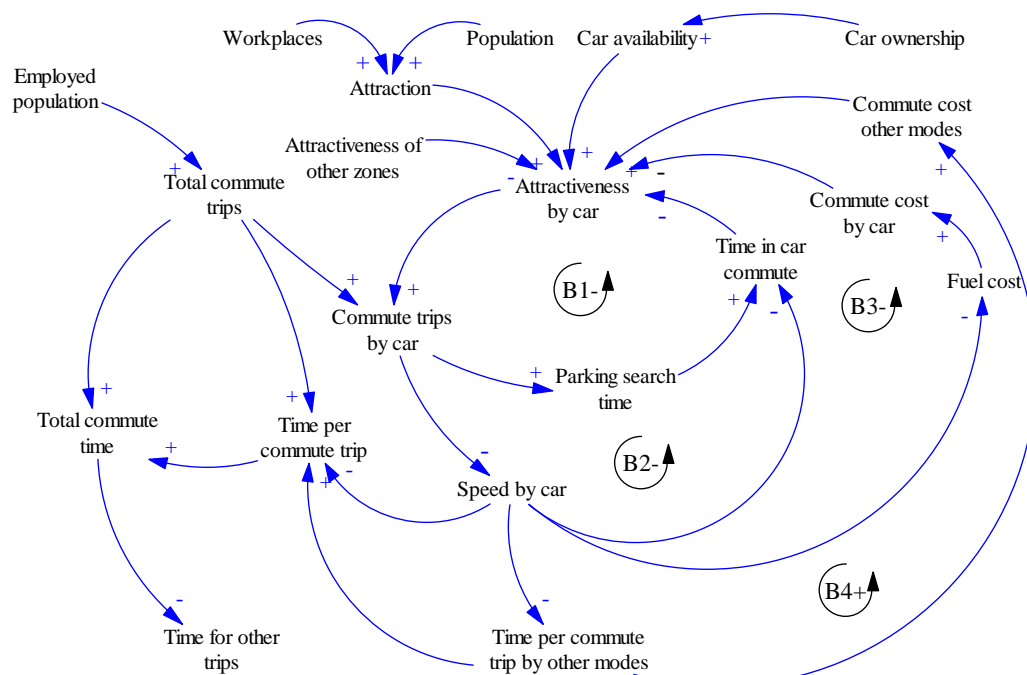 Workplaces
Population
Car availability
+
Car ownership
Employed
population
+
+
Attraction
Commute cost
other modes
Attractiveness of
other zones
+
Total commute
trips
-
+
+
+
-
Attractiveness
by car
+
Commute cost
by car
-
Time in car
commute
+
Fuel cost
+
+
B1-
B3-
Commute trips
by car
+
-
-
+
Parking search
time
+
Total commute
time
+
Time per
commute trip
+
B2-
-
-
+
Speed by car
B4+
-
-
Time for other
trips
Time per commute
trip by other modes